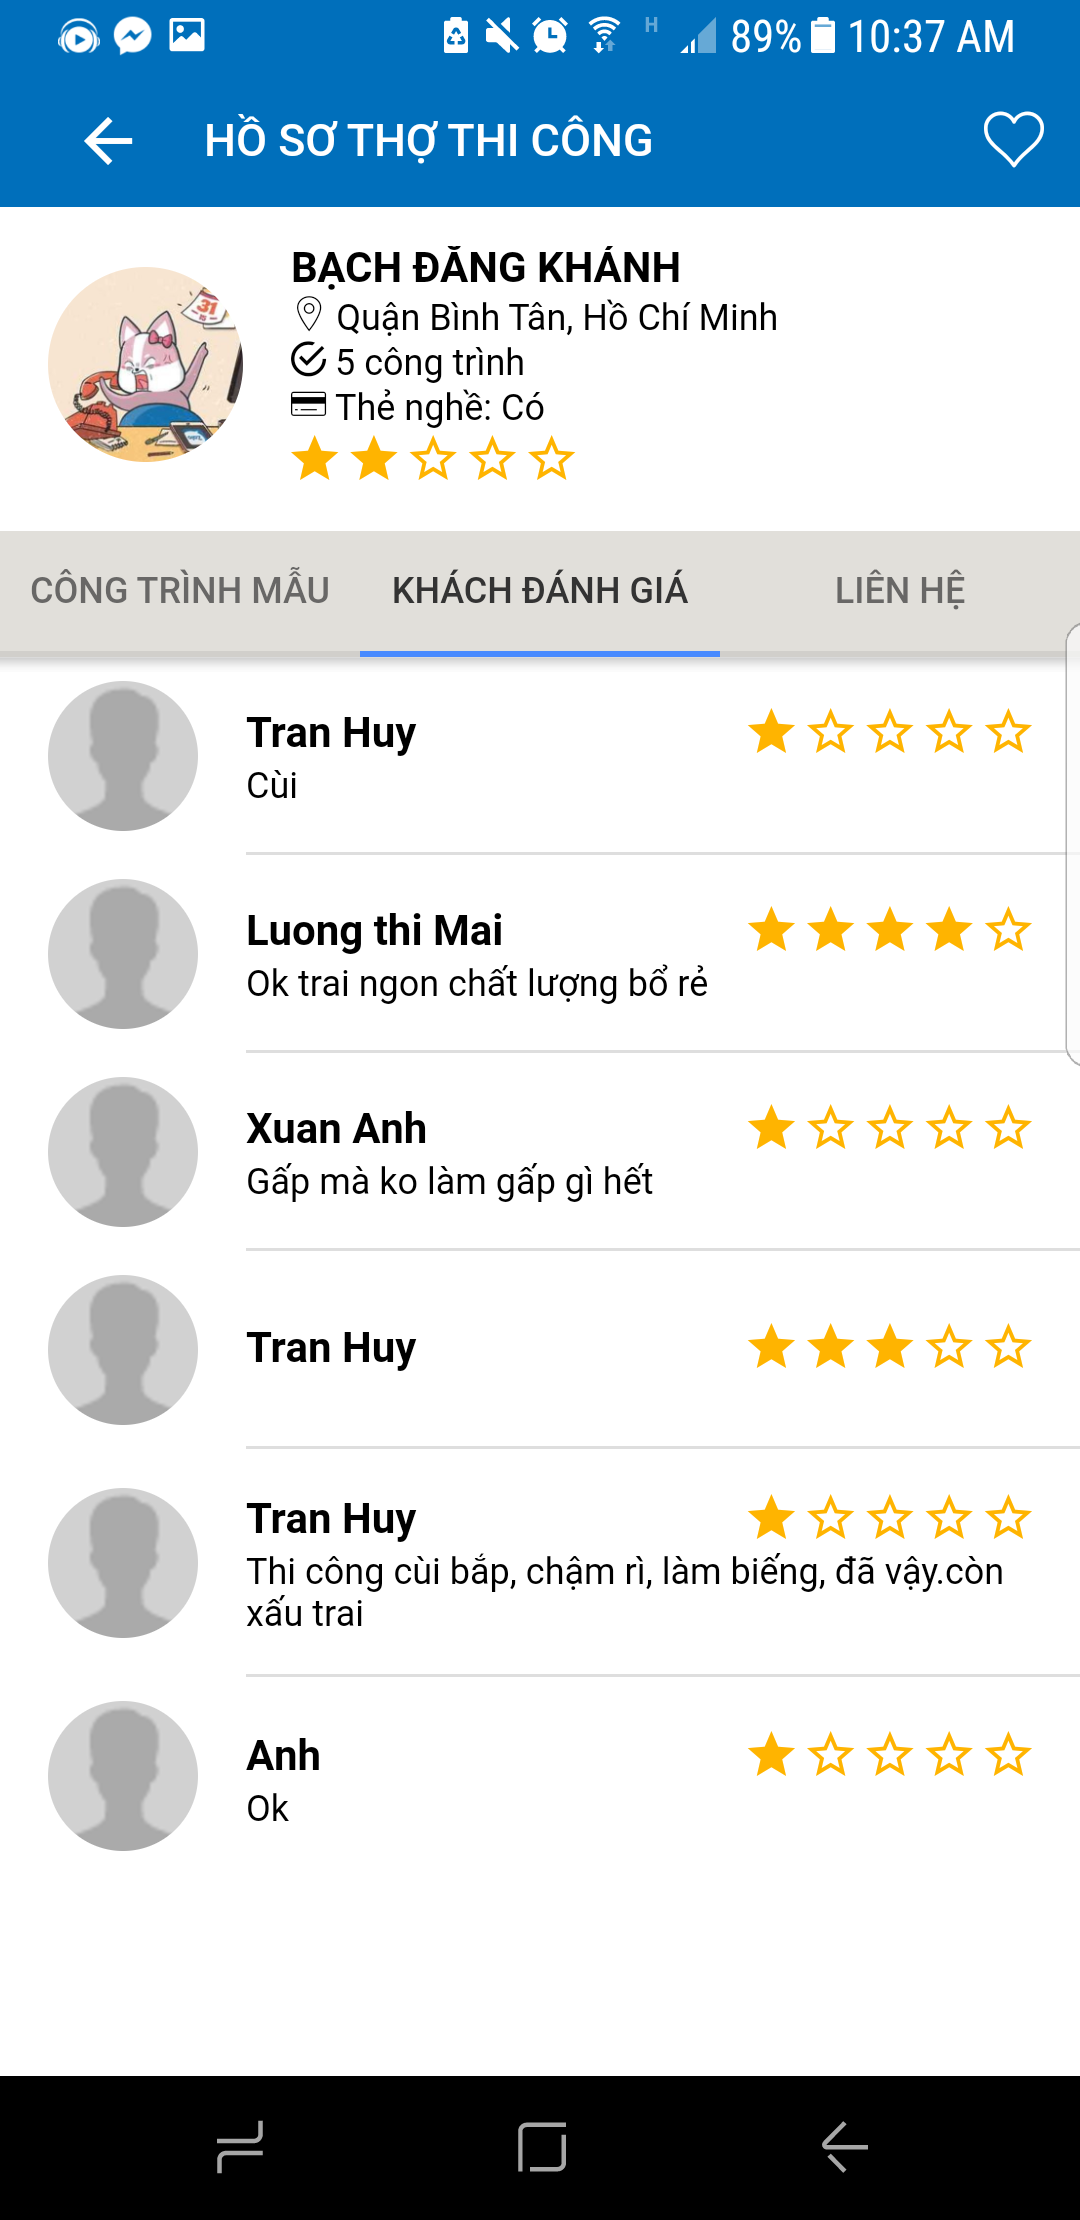 H 89% 10:37 AM
HỒ SƠ THỢ THI CÔNG
31
BẠCH ĐĂNG KHÁNH
Quận Bình Tân, Hồ Chí Minh
5 công trình
Thẻ nghề: Có
CÔNG TRÌNH MẪU KHÁCH ĐÁNH GIÁ LIÊN HỆ
Tran Huy
Cùi
Luong thi Mai
Ok trai ngon chất lượng bổ rẻ
Xuan Anh
Gấp mà ko làm gấp gì hết
Tran Huy
Tran Huy
Thi công cùi bắp, chậm rì, làm biếng, đã vậy.còn
xấu trai
Anh
Ok